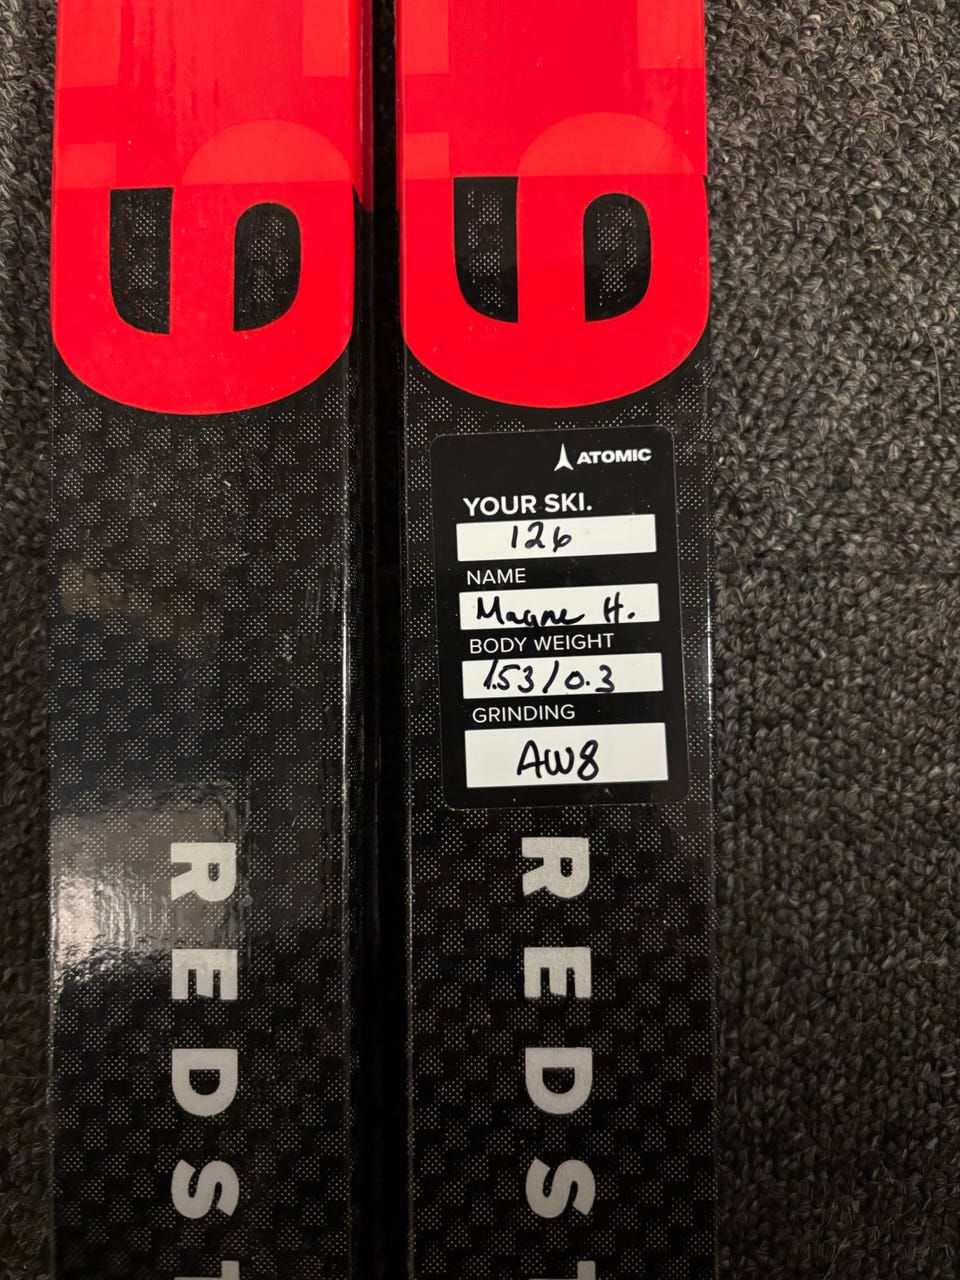 ATOMIC
YOUR SKI.
126
NAME
Magne H.
BODY WEIGHT
1.53/0.3
GRINDING
AW8
REDST
REDST